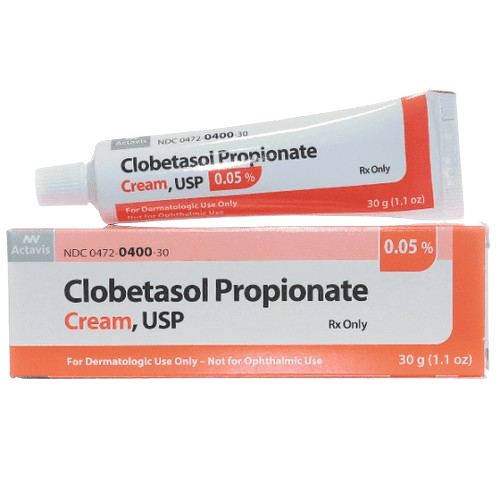 Actavis
NDC 0472-0400-30
Clobetasol Propionate
Cream, USP 0.05 %
Rx Only
For Dermatologic Use Only
Not for Ophthalmic Use
30 g (1.1 oz)
Actavis
NDC 0472-0400-30
0.05 %
Clobetasol Propionate
Cream, USP
Rx Only
For Dermatologic Use Only – Not for Ophthalmic Use
30 g (1.1 oz)